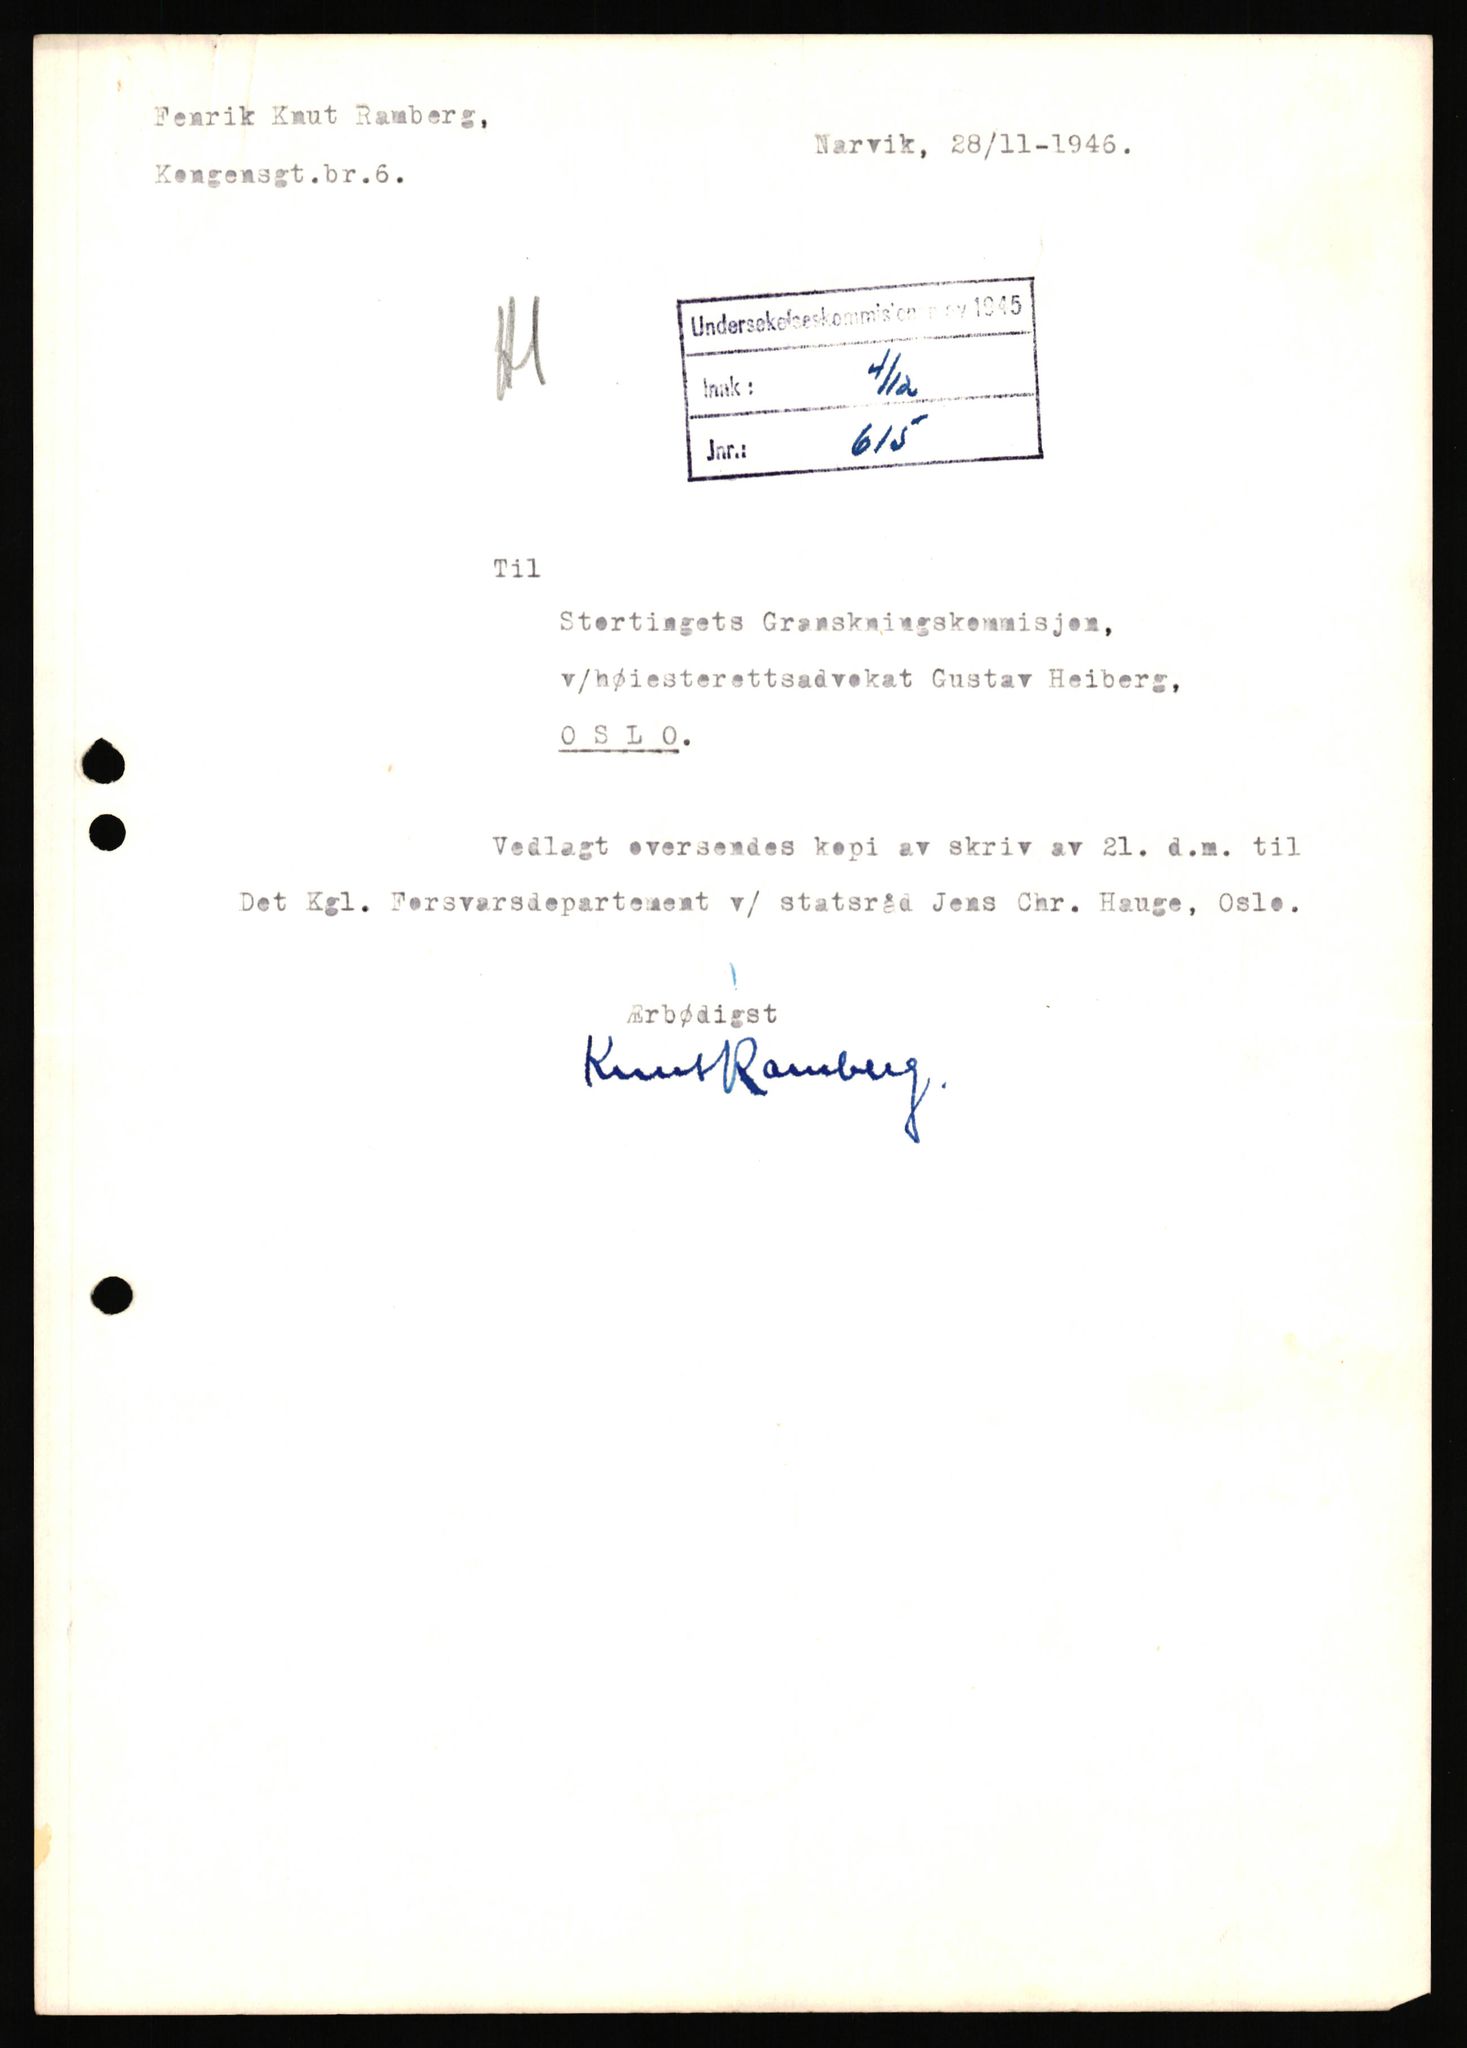 Fenrik Knut Ramberg,
Narvik, 28/11-1946.
Kongensgt.br.6.
Undersøkelseskommisjonen av 1945
Innk: 4/12
Jnr.: 615
Til
Stortingets Granskningskommisjon,
v/høiesterettsadvokat Gustav Heiberg,
O S L O.
Vedlagt oversendes kopi av skriv av 21. d.m. til
Det Kgl. Forsvarsdepartement v/ statsråd Jens Chr. Hauge, Oslo.
Ærbødigst
Knut Ramberg.